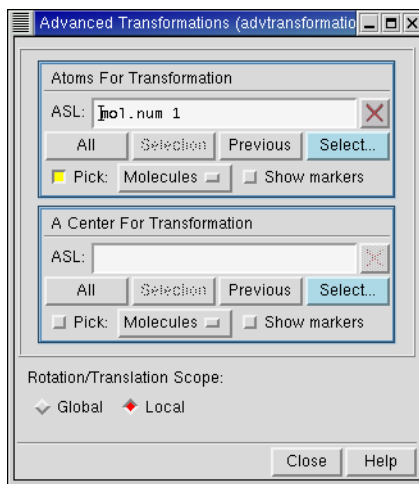 Advanced Transformations (advtransformatio
Atoms For Transformation
ASL: mol.num 1
All Selection Previous Select...
Pick: Molecules Show markers
A Center For Transformation
ASL:
All Selection Previous Select...
Pick: Molecules Show markers
Rotation/Translation Scope:
Global Local
Close Help